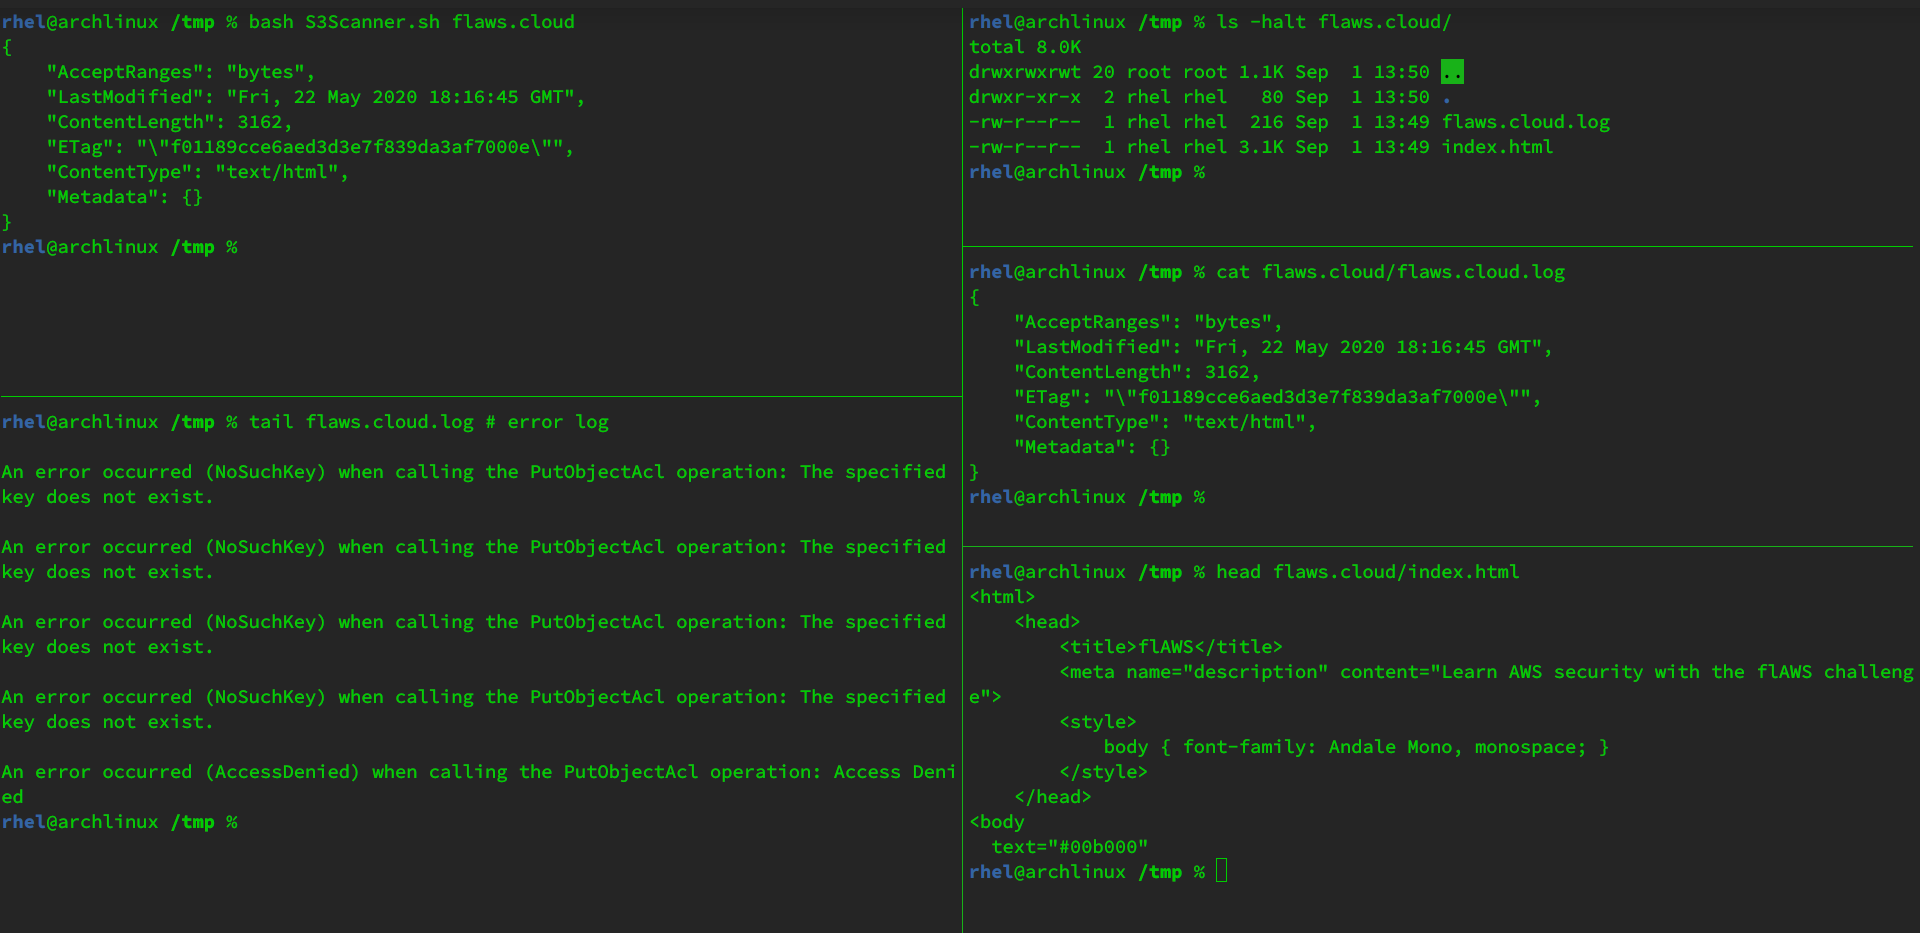 rhel@archlinux /tmp % bash S3Scanner.sh flaws.cloud
{
    "AcceptRanges": "bytes",
    "LastModified": "Fri, 22 May 2020 18:16:45 GMT",
    "ContentLength": 3162,
    "ETag": "\"f01189cce6aed3d3e7f839da3af7000e\"",
    "ContentType": "text/html",
    "Metadata": {}
}
rhel@archlinux /tmp %
rhel@archlinux /tmp % tail flaws.cloud.log # error log

An error occurred (NoSuchKey) when calling the PutObjectAcl operation: The specified
key does not exist.

An error occurred (NoSuchKey) when calling the PutObjectAcl operation: The specified
key does not exist.

An error occurred (NoSuchKey) when calling the PutObjectAcl operation: The specified
key does not exist.

An error occurred (NoSuchKey) when calling the PutObjectAcl operation: The specified
key does not exist.

An error occurred (AccessDenied) when calling the PutObjectAcl operation: Access Deni
ed
rhel@archlinux /tmp %
rhel@archlinux /tmp % ls -halt flaws.cloud/
total 8.0K
drwxrwxrwt 20 root root 1.1K Sep  1 13:50 ..
drwxr-xr-x  2 rhel rhel   80 Sep  1 13:50 .
-rw-r--r--  1 rhel rhel  216 Sep  1 13:49 flaws.cloud.log
-rw-r--r--  1 rhel rhel 3.1K Sep  1 13:49 index.html
rhel@archlinux /tmp %
rhel@archlinux /tmp % cat flaws.cloud/flaws.cloud.log
{
    "AcceptRanges": "bytes",
    "LastModified": "Fri, 22 May 2020 18:16:45 GMT",
    "ContentLength": 3162,
    "ETag": "\"f01189cce6aed3d3e7f839da3af7000e\"",
    "ContentType": "text/html",
    "Metadata": {}
}
rhel@archlinux /tmp %
rhel@archlinux /tmp % head flaws.cloud/index.html
<html>
    <head>
        <title>flAWS</title>
        <meta name="description" content="Learn AWS security with the flAWS challeng
e">
        <style>
            body { font-family: Andale Mono, monospace; }
        </style>
    </head>
<body
  text="#00b000"
rhel@archlinux /tmp %